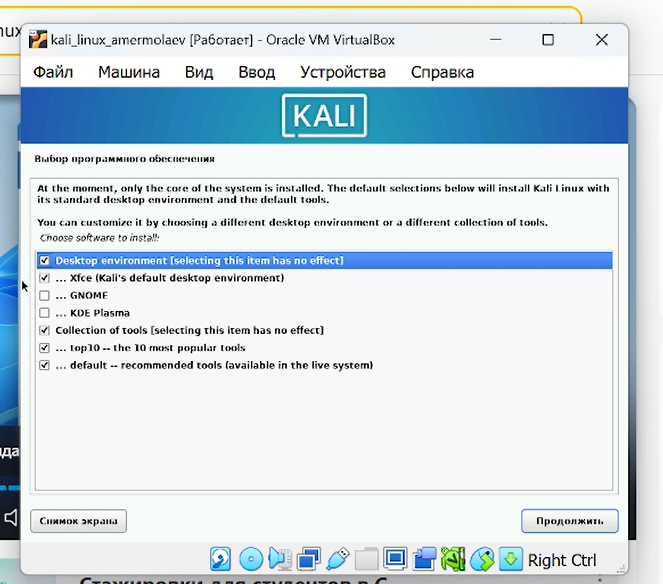 kali_linux_amermolaev [Работает] - Oracle VM VirtualBox
Файл Машина Вид Ввод Устройства Справка
KALI
Выбор программного обеспечения
At the moment, only the core of the system is installed. The default selections below will install Kali Linux with
its standard desktop environment and the default tools.
You can customize it by choosing a different desktop environment or a different collection of tools.
Choose software to install:
Desktop environment [selecting this item has no effect]
... Xfce (Kali's default desktop environment)
... GNOME
... KDE Plasma
Collection of tools [selecting this item has no effect]
... top10 -- the 10 most popular tools
... default -- recommended tools (available in the live system)
Снимок экрана
Продолжить
Right Ctrl